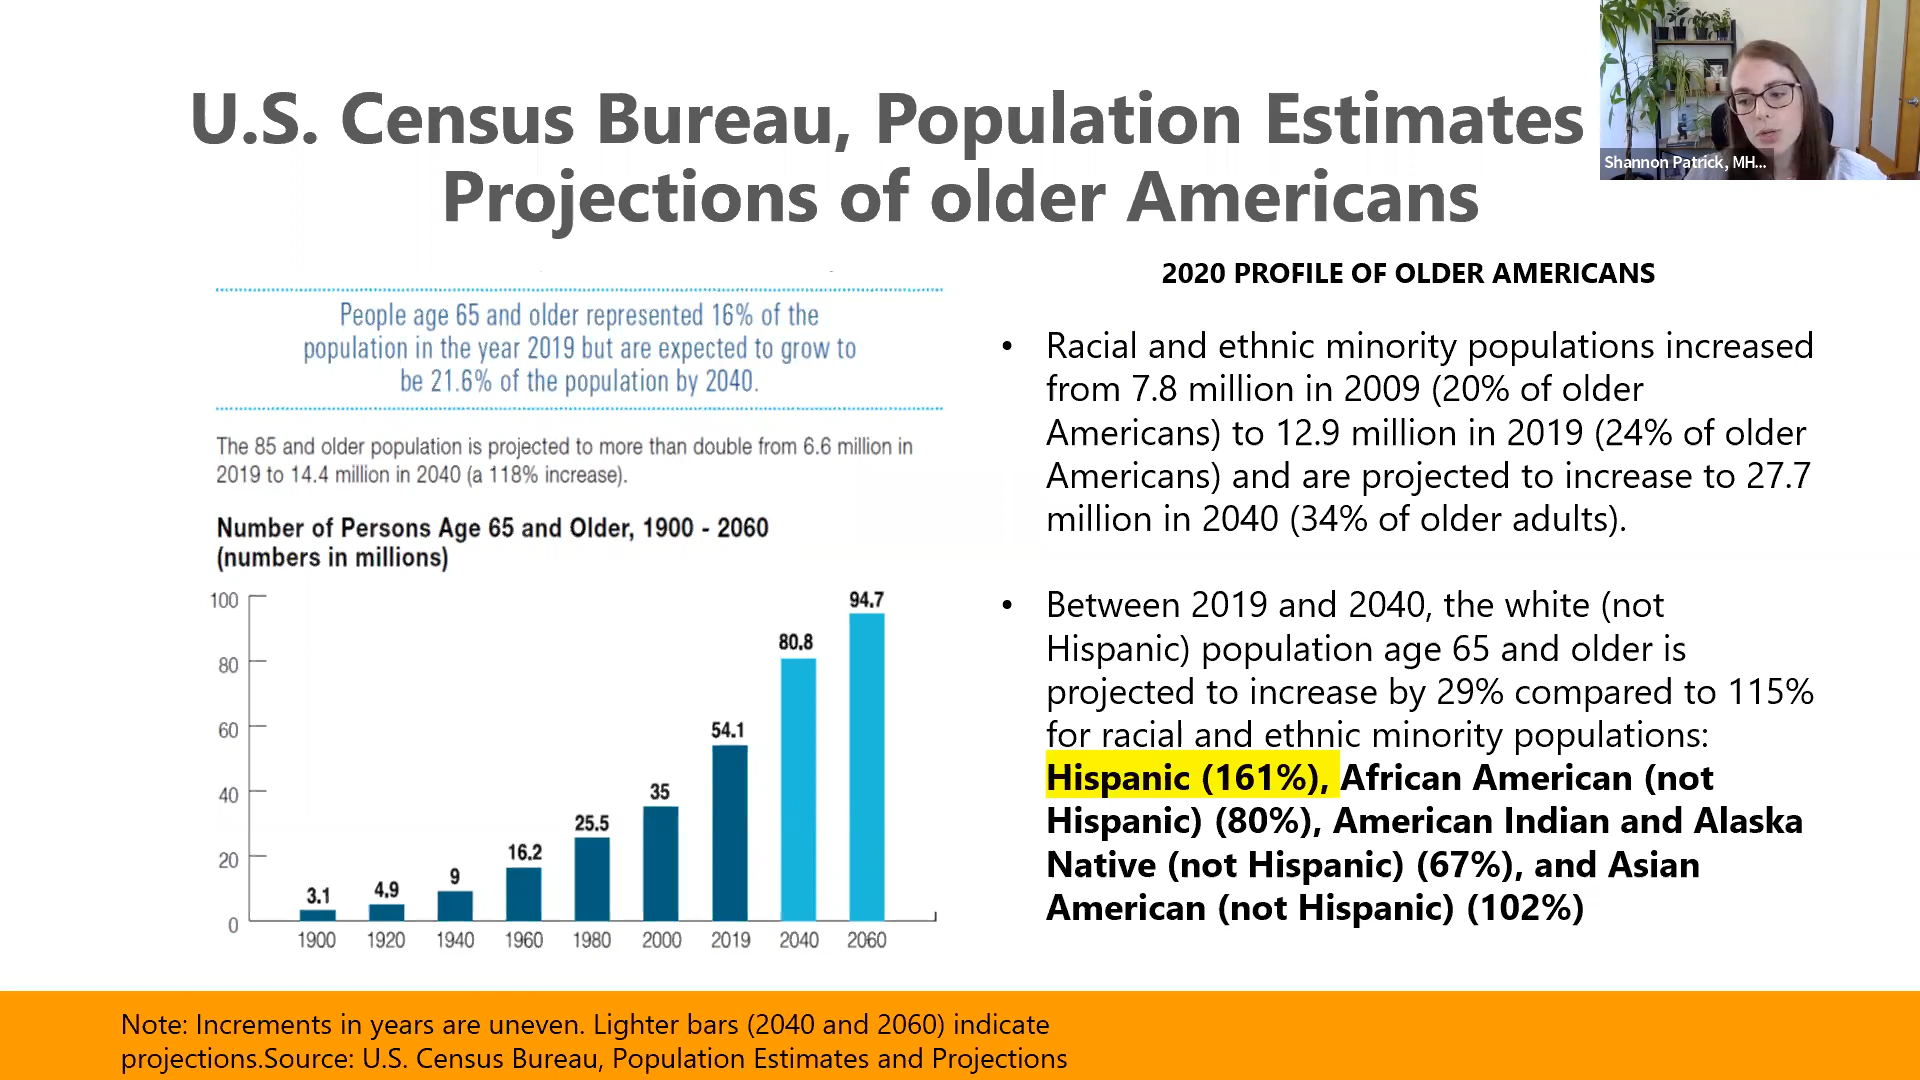 U.S. Census Bureau, Population Estimates
Projections of older Americans
Shannon Patrick, MH...
People age 65 and older represented 16% of the
population in the year 2019 but are expected to grow to
be 21.6% of the population by 2040.
The 85 and older population is projected to more than double from 6.6 million in
2019 to 14.4 million in 2040 (a 118% increase).
Number of Persons Age 65 and Older, 1900 - 2060
(numbers in millions)
100
80
60
40
20
0
3.1
4.9
9
16.2
25.5
35
54.1
80.8
94.7
1900 1920 1940 1960 1980 2000 2019 2040 2060
2020 PROFILE OF OLDER AMERICANS
• Racial and ethnic minority populations increased
from 7.8 million in 2009 (20% of older
Americans) to 12.9 million in 2019 (24% of older
Americans) and are projected to increase to 27.7
million in 2040 (34% of older adults).
• Between 2019 and 2040, the white (not
Hispanic) population age 65 and older is
projected to increase by 29% compared to 115%
for racial and ethnic minority populations:
Hispanic (161%), African American (not
Hispanic) (80%), American Indian and Alaska
Native (not Hispanic) (67%), and Asian
American (not Hispanic) (102%)
Note: Increments in years are uneven. Lighter bars (2040 and 2060) indicate
projections.Source: U.S. Census Bureau, Population Estimates and Projections